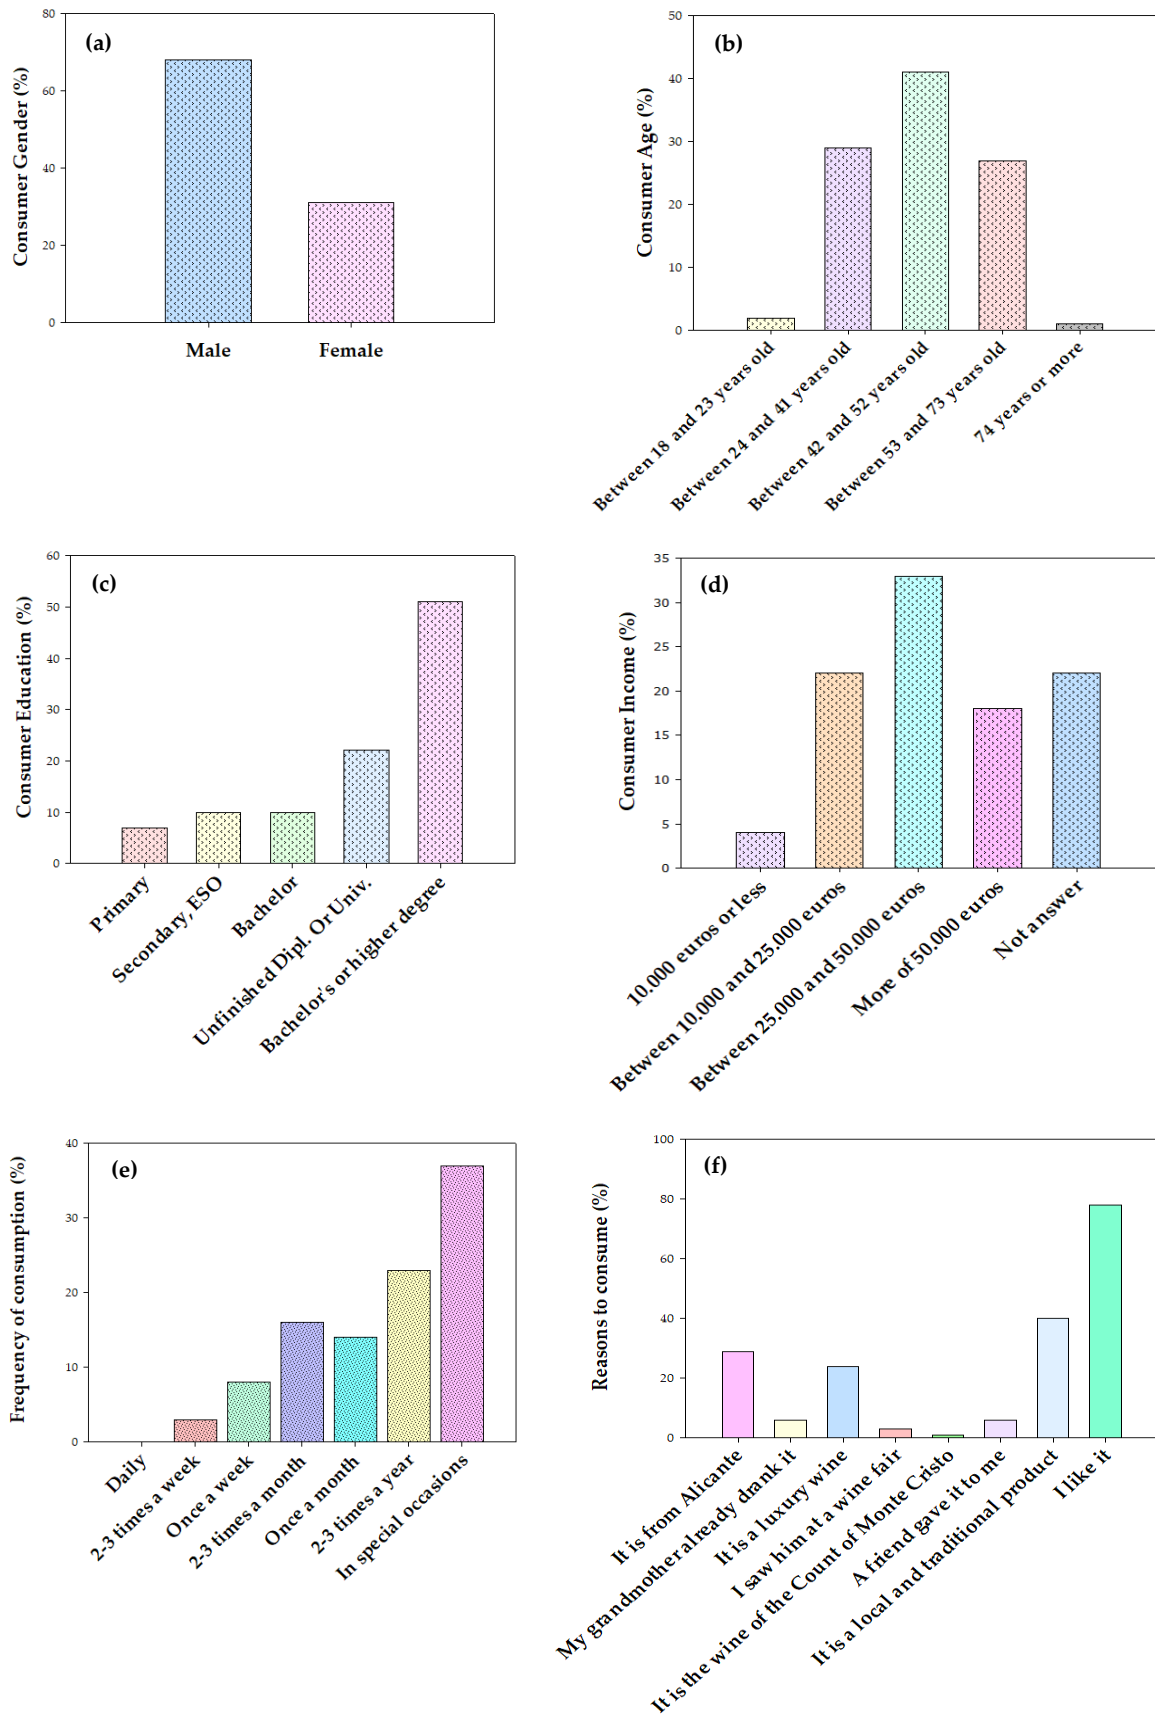 (a)
Consumer Gender (%)
80
60
40
20
0
Male
Female
(b)
Consumer Age (%)
50
40
30
20
10
0
Between 18 and 23 years old
Between 24 and 41 years old
Between 42 and 52 years old
Between 53 and 73 years old
74 years or more
(c)
Consumer Education (%)
60
50
40
30
20
10
0
Primary
Secondary, ESO
Bachelor
Unfinished Dipl. Or Univ.
Bachelor's or higher degree
(d)
Consumer Income (%)
35
30
25
20
15
10
5
0
10.000 euros or less
Between 10.000 and 25.000 euros
Between 25.000 and 50.000 euros
More of 50.000 euros
Not answer
(e)
Frequency of consumption (%)
40
30
20
10
0
Daily
2-3 times a week
Once a week
2-3 times a month
Once a month
2-3 times a year
In special occasions
(f)
Reasons to consume (%)
100
80
60
40
20
0
It is from Alicante
My grandmother already drank it
It is a luxury wine
I saw him at a wine fair
It is the wine of the Count of Monte Cristo
A friend gave it to me
It is a local and traditional product
I like it